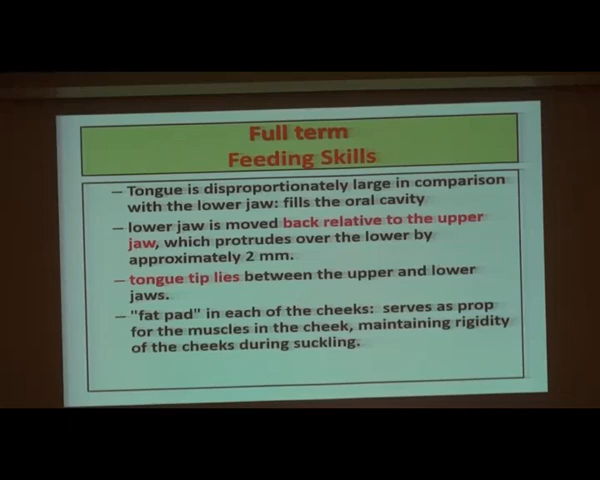 Full term
Feeding Skills
– Tongue is disproportionately large in comparison
with the lower jaw: fills the oral cavity
– lower jaw is moved back relative to the upper
jaw, which protrudes over the lower by
approximately 2 mm.
– tongue tip lies between the upper and lower
jaws.
– "fat pad" in each of the cheeks: serves as prop
for the muscles in the cheek, maintaining rigidity
of the cheeks during suckling.